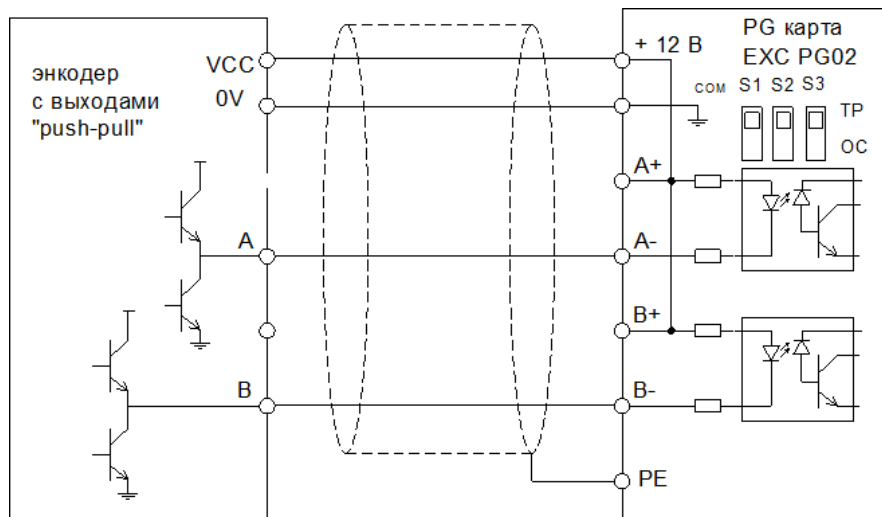 энкодер
с выходами
"push-pull"
VCC
0V
A
B
+ 12 В
COM
A+
A-
B+
B-
PE
PG карта
EXC PG02
S1 S2 S3
TP
OC